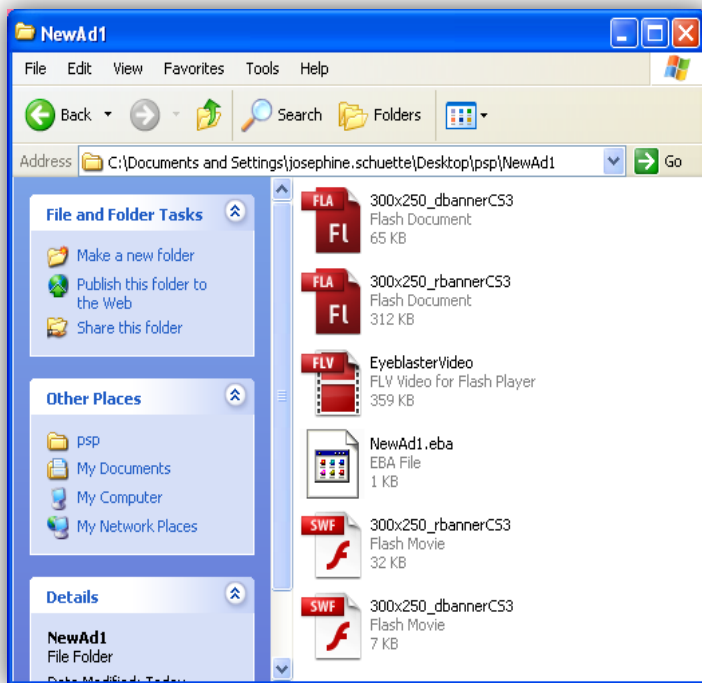 NewAd1
File Edit View Favorites Tools Help
Back Search Folders
Address C:\Documents and Settings\josephine.schuette\Desktop\psp\NewAd1 Go
File and Folder Tasks
Make a new folder
Publish this folder to
the Web
Share this folder
Other Places
psp
My Documents
My Computer
My Network Places
Details
NewAd1
File Folder
Date Modified: Today
FLA
Fl
300x250_dbannerCS3
Flash Document
65 KB
FLA
Fl
300x250_rbannerCS3
Flash Document
312 KB
FLV
EyeblasterVideo
FLV Video for Flash Player
359 KB
NewAd1.eba
EBA File
1 KB
SWF
300x250_rbannerCS3
Flash Movie
32 KB
SWF
300x250_dbannerCS3
Flash Movie
7 KB